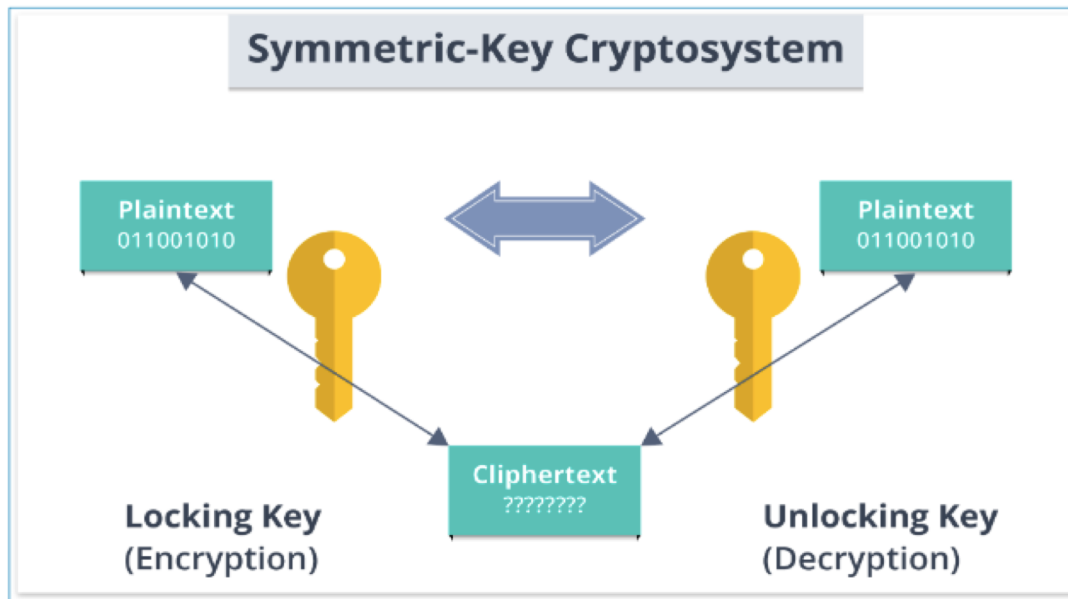 Symmetric-Key Cryptosystem
Plaintext
011001010
Plaintext
011001010
Cliphertext
????????
Locking Key
(Encryption)
Unlocking Key
(Decryption)